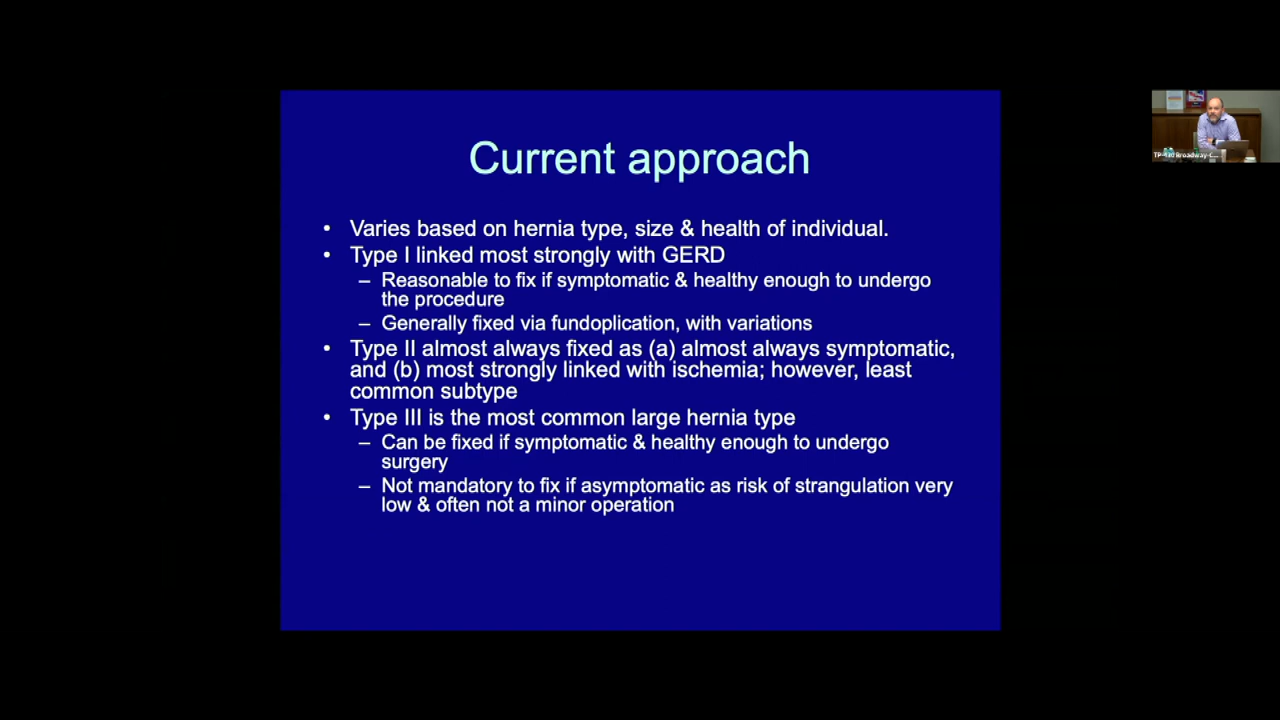 Current approach
• Varies based on hernia type, size & health of individual.
• Type I linked most strongly with GERD
– Reasonable to fix if symptomatic & healthy enough to undergo
the procedure
– Generally fixed via fundoplication, with variations
• Type II almost always fixed as (a) almost always symptomatic,
and (b) most strongly linked with ischemia; however, least
common subtype
• Type III is the most common large hernia type
– Can be fixed if symptomatic & healthy enough to undergo
surgery
– Not mandatory to fix if asymptomatic as risk of strangulation very
low & often not a minor operation